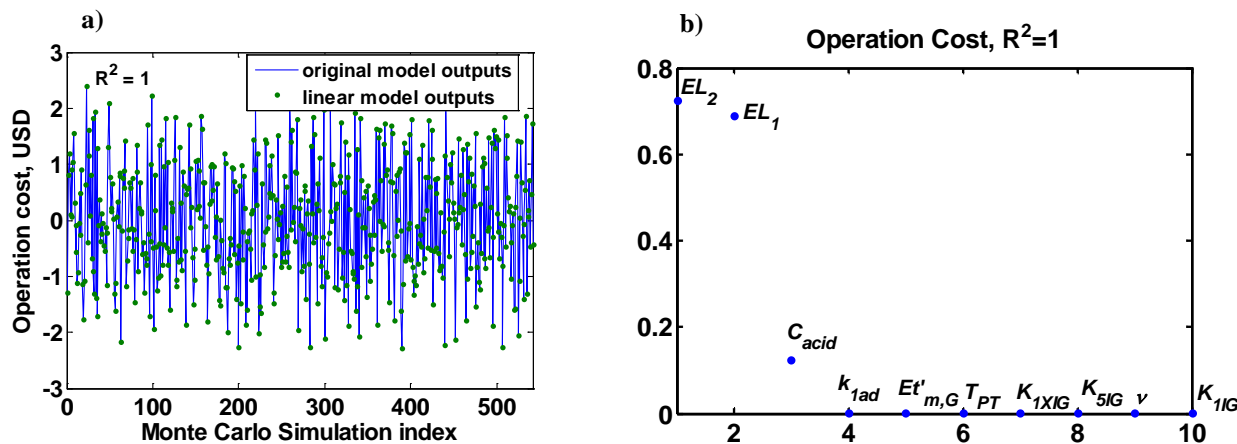 a)
3
2
1
0
-1
-2
-3
Operation cost, USD
R² = 1
original model outputs
linear model outputs
0 100 200 300 400 500
Monte Carlo Simulation index
b)
Operation Cost, R²=1
0.8
0.6
0.4
0.2
0
EL₂
EL₁
C_acid
k_1ad
Et'_m,G
T_PT
K_1XIG
K_5IG
ν
K_1IG
2 4 6 8 10